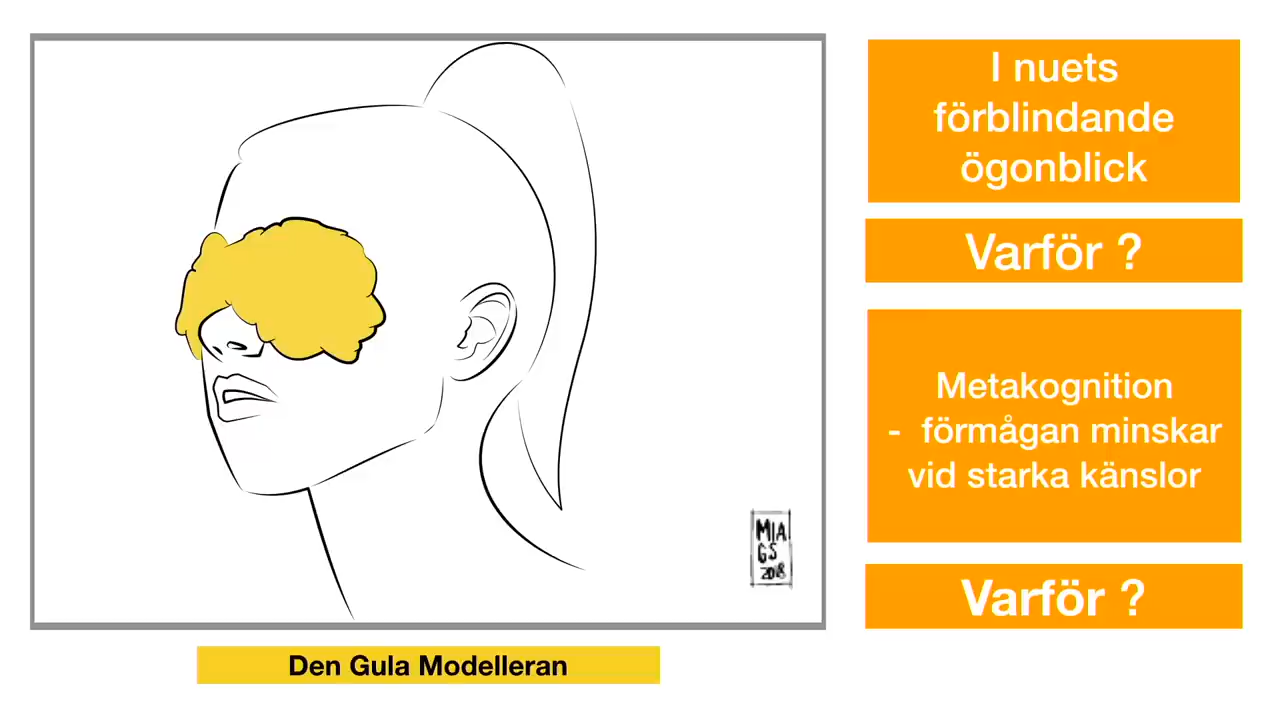 I nuets
förblindande
ögonblick
Varför ?
Metakognition
- förmågan minskar
vid starka känslor
Varför ?
MIA
GS
2018
Den Gula Modelleran